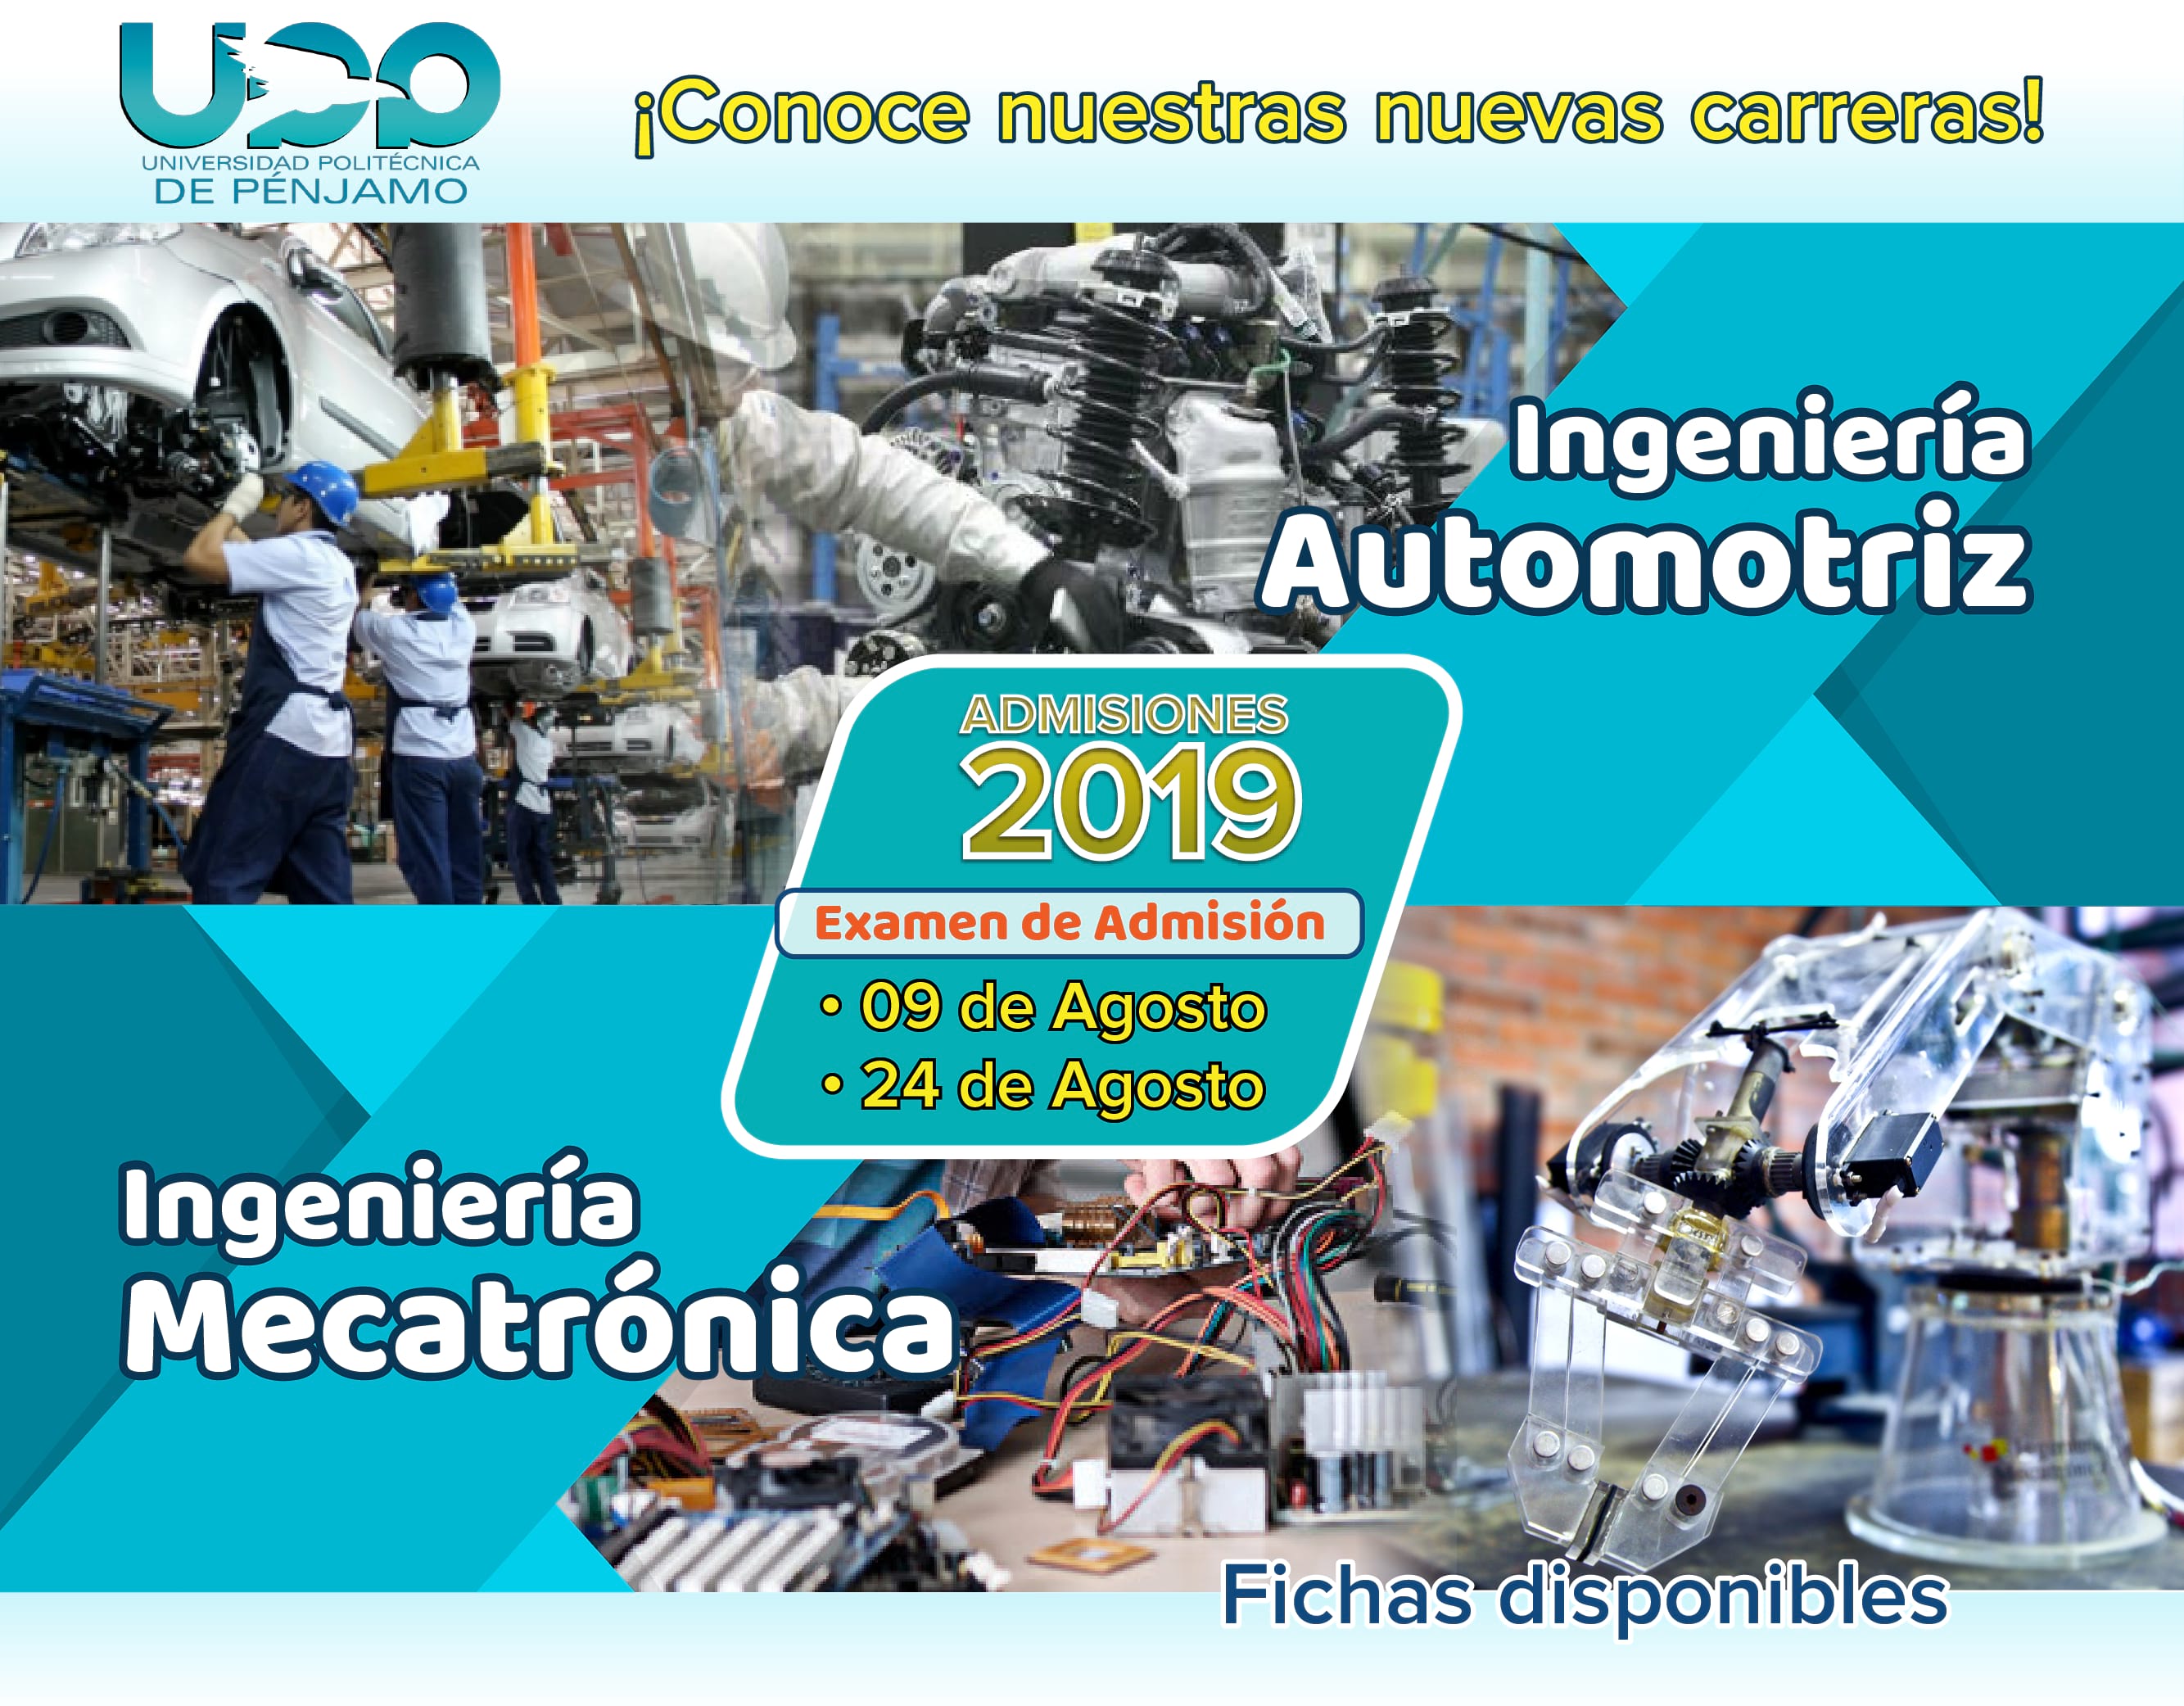 UPP
UNIVERSIDAD POLITÉCNICA
DE PÉNJAMO
¡Conoce nuestras nuevas carreras!
Ingeniería
Automotriz
ADMISIONES
2019
Examen de Admisión
• 09 de Agosto
• 24 de Agosto
Ingeniería
Mecatrónica
Fichas disponibles